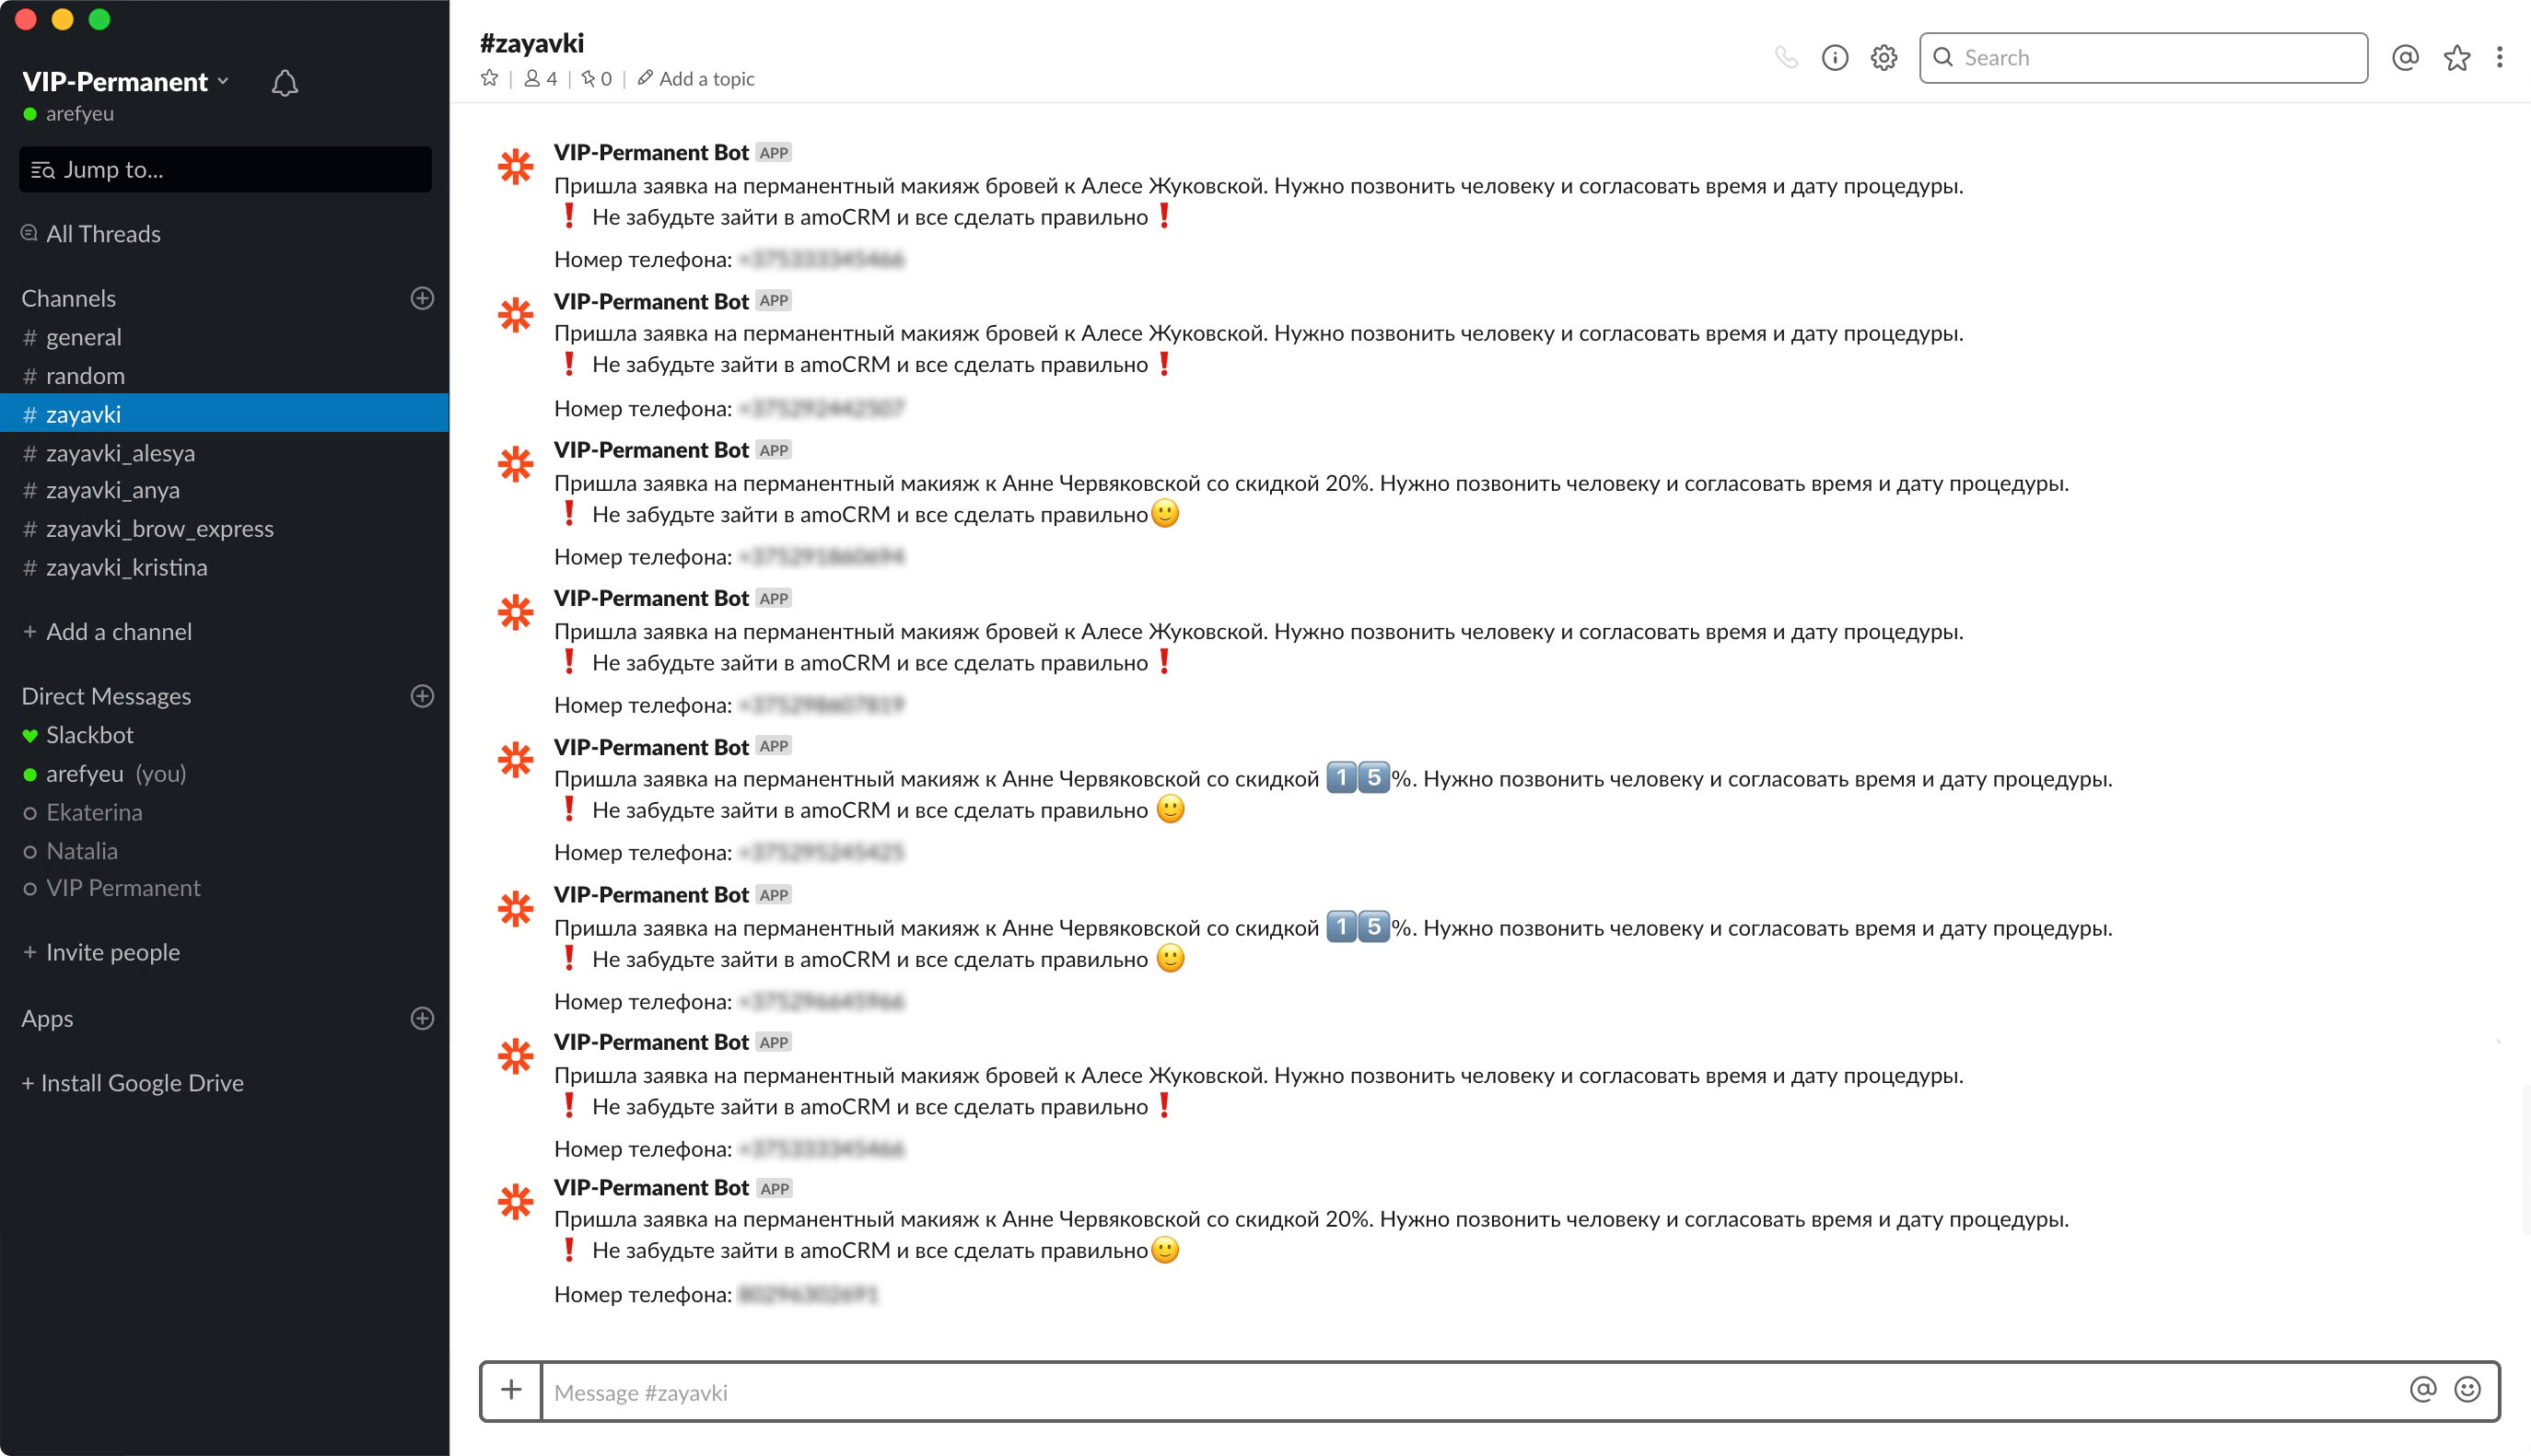 VIP-Permanent
arefyeu
Jump to...
All Threads
Channels
# general
# random
# zayavki
# zayavki_alesya
# zayavki_anya
# zayavki_brow_express
# zayavki_kristina
+ Add a channel
Direct Messages
Slackbot
arefyeu (you)
Ekaterina
Natalia
VIP Permanent
+ Invite people
Apps
+ Install Google Drive
#zayavki
4 | 0 | Add a topic
Search
VIP-Permanent Bot APP
Пришла заявка на перманентный макияж бровей к Алесе Жуковской. Нужно позвонить человеку и согласовать время и дату процедуры.
❗ Не забудьте зайти в amoCRM и все сделать правильно❗
Номер телефона:
VIP-Permanent Bot APP
Пришла заявка на перманентный макияж бровей к Алесе Жуковской. Нужно позвонить человеку и согласовать время и дату процедуры.
❗ Не забудьте зайти в amoCRM и все сделать правильно❗
Номер телефона:
VIP-Permanent Bot APP
Пришла заявка на перманентный макияж к Анне Червяковской со скидкой 20%. Нужно позвонить человеку и согласовать время и дату процедуры.
❗ Не забудьте зайти в amoCRM и все сделать правильно🙂
Номер телефона:
VIP-Permanent Bot APP
Пришла заявка на перманентный макияж бровей к Алесе Жуковской. Нужно позвонить человеку и согласовать время и дату процедуры.
❗ Не забудьте зайти в amoCRM и все сделать правильно❗
Номер телефона:
VIP-Permanent Bot APP
Пришла заявка на перманентный макияж к Анне Червяковской со скидкой 1️⃣5️⃣%. Нужно позвонить человеку и согласовать время и дату процедуры.
❗ Не забудьте зайти в amoCRM и все сделать правильно 🙂
Номер телефона:
VIP-Permanent Bot APP
Пришла заявка на перманентный макияж к Анне Червяковской со скидкой 1️⃣5️⃣%. Нужно позвонить человеку и согласовать время и дату процедуры.
❗ Не забудьте зайти в amoCRM и все сделать правильно 🙂
Номер телефона:
VIP-Permanent Bot APP
Пришла заявка на перманентный макияж бровей к Алесе Жуковской. Нужно позвонить человеку и согласовать время и дату процедуры.
❗ Не забудьте зайти в amoCRM и все сделать правильно❗
Номер телефона:
VIP-Permanent Bot APP
Пришла заявка на перманентный макияж к Анне Червяковской со скидкой 20%. Нужно позвонить человеку и согласовать время и дату процедуры.
❗ Не забудьте зайти в amoCRM и все сделать правильно🙂
Номер телефона:
Message #zayavki